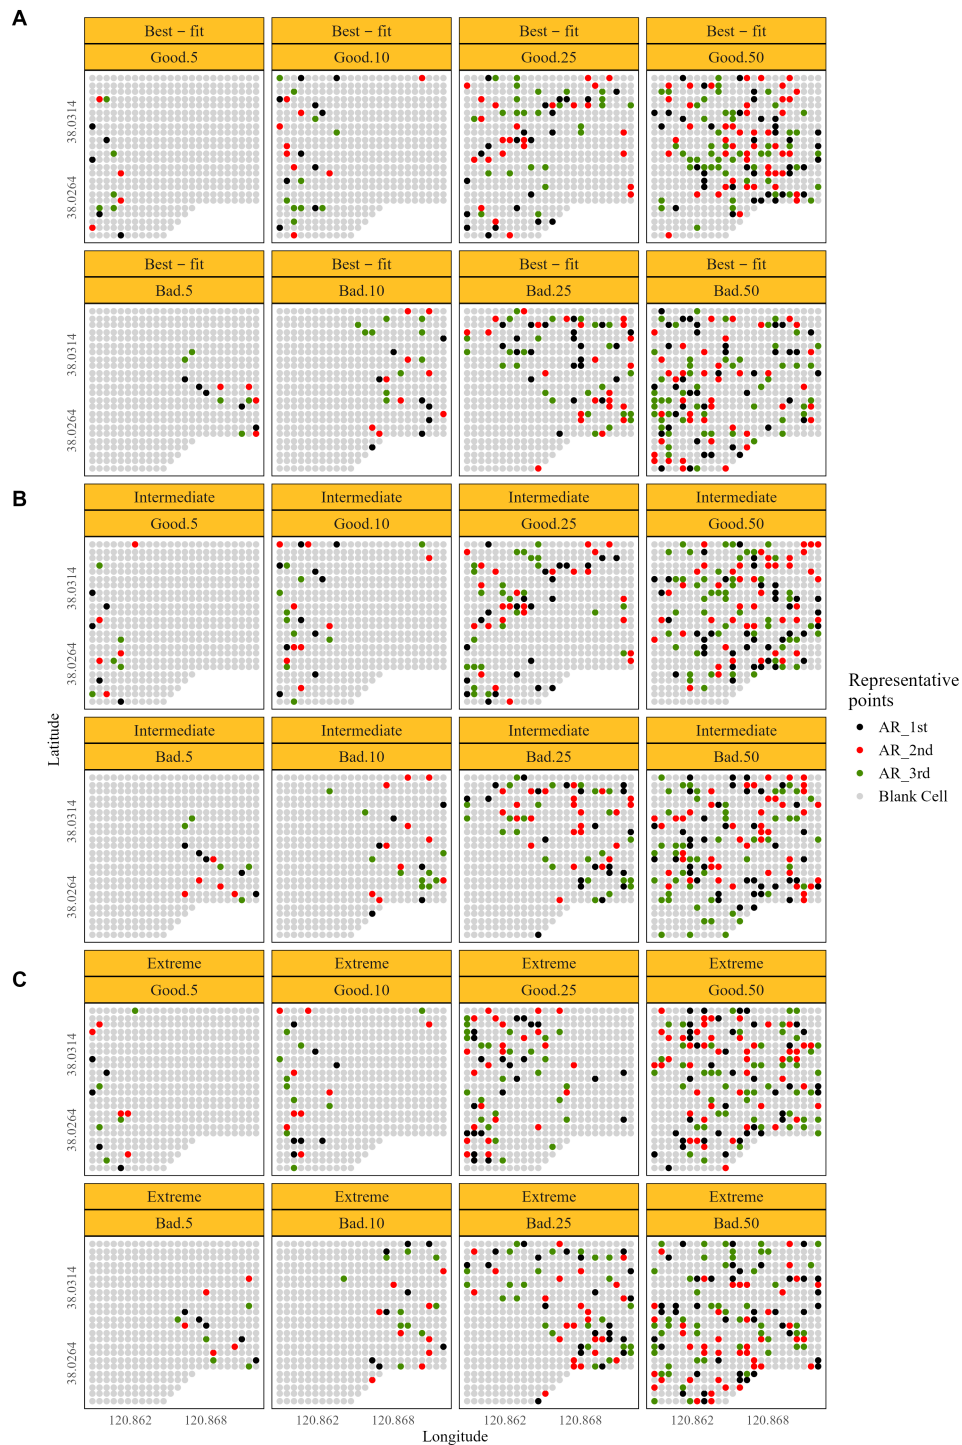 A
Best – fit Best – fit Best – fit Best – fit
Good.5 Good.10 Good.25 Good.50
38.0314
38.0264
Best – fit Best – fit Best – fit Best – fit
Bad.5 Bad.10 Bad.25 Bad.50
38.0314
38.0264
B
Intermediate Intermediate Intermediate Intermediate
Good.5 Good.10 Good.25 Good.50
38.0314
38.0264
Intermediate Intermediate Intermediate Intermediate
Bad.5 Bad.10 Bad.25 Bad.50
38.0314
38.0264
C
Extreme Extreme Extreme Extreme
Good.5 Good.10 Good.25 Good.50
38.0314
38.0264
Extreme Extreme Extreme Extreme
Bad.5 Bad.10 Bad.25 Bad.50
38.0314
38.0264
120.862 120.868 120.862 120.868 120.862 120.868 120.862 120.868
Longitude
Latitude
Representative
points
AR_1st
AR_2nd
AR_3rd
Blank Cell